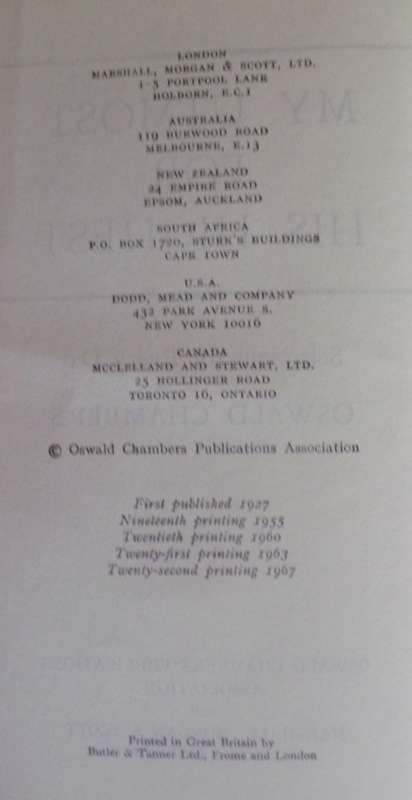 LONDON
MARSHALL, MORGAN & SCOTT, LTD.
1-5 PORTPOOL LANE
HOLBORN, E.C.1
AUSTRALIA
119 BURWOOD ROAD
MELBOURNE, E.13
NEW ZEALAND
24 EMPIRE ROAD
EPSOM, AUCKLAND
SOUTH AFRICA
P.O. BOX 1720, STURK'S BUILDINGS
CAPE TOWN
U.S.A.
DODD, MEAD AND COMPANY
432 PARK AVENUE S.
NEW YORK 10016
CANADA
MCCLELLAND AND STEWART, LTD.
25 HOLLINGER ROAD
TORONTO 16, ONTARIO
© Oswald Chambers Publications Association
First published 1927
Nineteenth printing 1955
Twentieth printing 1960
Twenty-first printing 1963
Twenty-second printing 1967
Printed in Great Britain by
Butler & Tanner Ltd., Frome and London